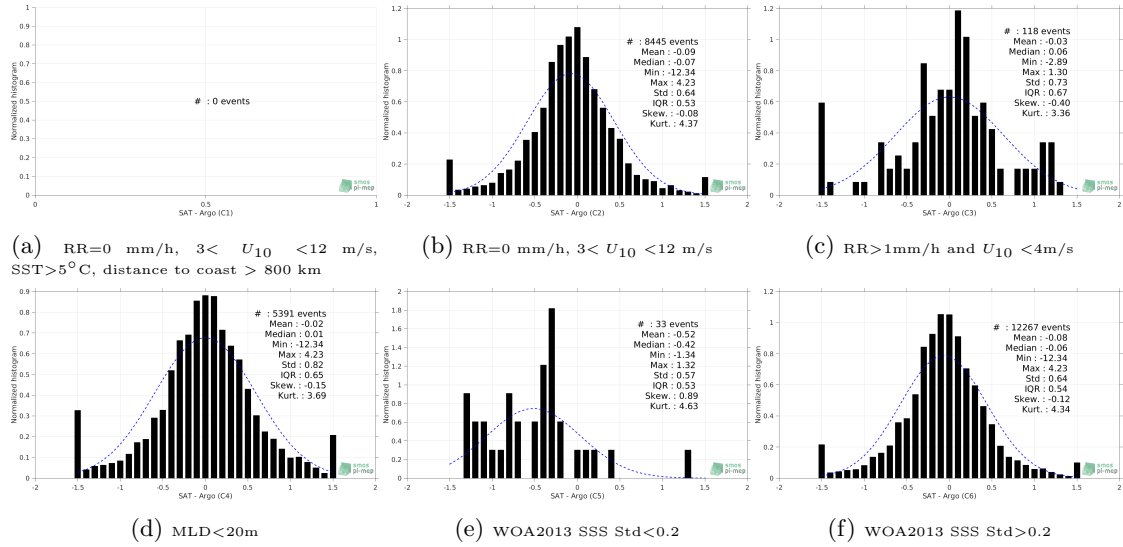 1
0.9
0.8
0.7
0.6
0.5
0.4
0.3
0.2
0.1
0
Normalized histogram
# : 0 events
smos
pi-mep
0 0.5 1
SAT - Argo (C1)
(a) RR=0 mm/h, 3< U10 <12 m/s,
SST>5°C, distance to coast > 800 km
1.2
1
0.8
0.6
0.4
0.2
0
Normalized histogram
# : 8445 events
Mean : -0.09
Median : -0.07
Min : -12.34
Max : 4.23
Std : 0.64
IQR : 0.53
Skew. : -0.08
Kurt. : 4.37
smos
pi-mep
-2 -1.5 -1 -0.5 0 0.5 1 1.5 2
SAT - Argo (C2)
(b) RR=0 mm/h, 3< U10 <12 m/s
1.2
1
0.8
0.6
0.4
0.2
0
Normalized histogram
# : 118 events
Mean : -0.03
Median : 0.06
Min : -2.89
Max : 1.30
Std : 0.73
IQR : 0.67
Skew. : -0.40
Kurt. : 3.36
smos
pi-mep
-2 -1.5 -1 -0.5 0 0.5 1 1.5 2
SAT - Argo (C3)
(c) RR>1mm/h and U10 <4m/s
0.9
0.8
0.7
0.6
0.5
0.4
0.3
0.2
0.1
0
Normalized histogram
# : 5391 events
Mean : -0.02
Median : 0.01
Min : -12.34
Max : 4.23
Std : 0.82
IQR : 0.65
Skew. : -0.15
Kurt. : 3.69
smos
pi-mep
-2 -1.5 -1 -0.5 0 0.5 1 1.5 2
SAT - Argo (C4)
(d) MLD<20m
2
1.8
1.6
1.4
1.2
1
0.8
0.6
0.4
0.2
0
Normalized histogram
# : 33 events
Mean : -0.52
Median : -0.42
Min : -1.34
Max : 1.32
Std : 0.57
IQR : 0.53
Skew. : 0.89
Kurt. : 4.63
smos
pi-mep
-2 -1.5 -1 -0.5 0 0.5 1 1.5 2
SAT - Argo (C5)
(e) WOA2013 SSS Std<0.2
1.2
1
0.8
0.6
0.4
0.2
0
Normalized histogram
# : 12267 events
Mean : -0.08
Median : -0.06
Min : -12.34
Max : 4.23
Std : 0.64
IQR : 0.54
Skew. : -0.12
Kurt. : 4.34
smos
pi-mep
-2 -1.5 -1 -0.5 0 0.5 1 1.5 2
SAT - Argo (C6)
(f) WOA2013 SSS Std>0.2